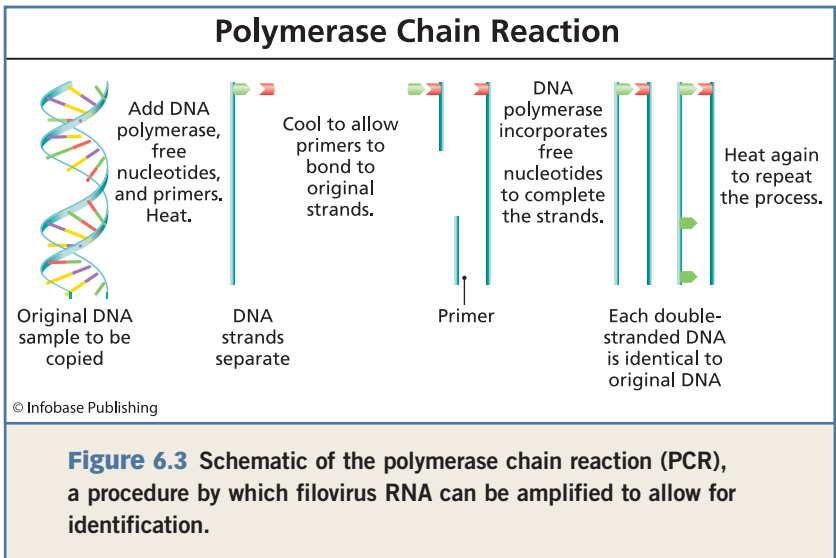 Polymerase Chain Reaction
Add DNA
polymerase,
free
nucleotides,
and primers.
Heat.
Cool to allow
primers to
bond to
original
strands.
DNA
polymerase
incorporates
free
nucleotides
to complete
the strands.
Heat again
to repeat
the process.
Original DNA
sample to be
copied
DNA
strands
separate
Primer
Each double-
stranded DNA
is identical to
original DNA
© Infobase Publishing
Figure 6.3 Schematic of the polymerase chain reaction (PCR),
a procedure by which filovirus RNA can be amplified to allow for
identification.